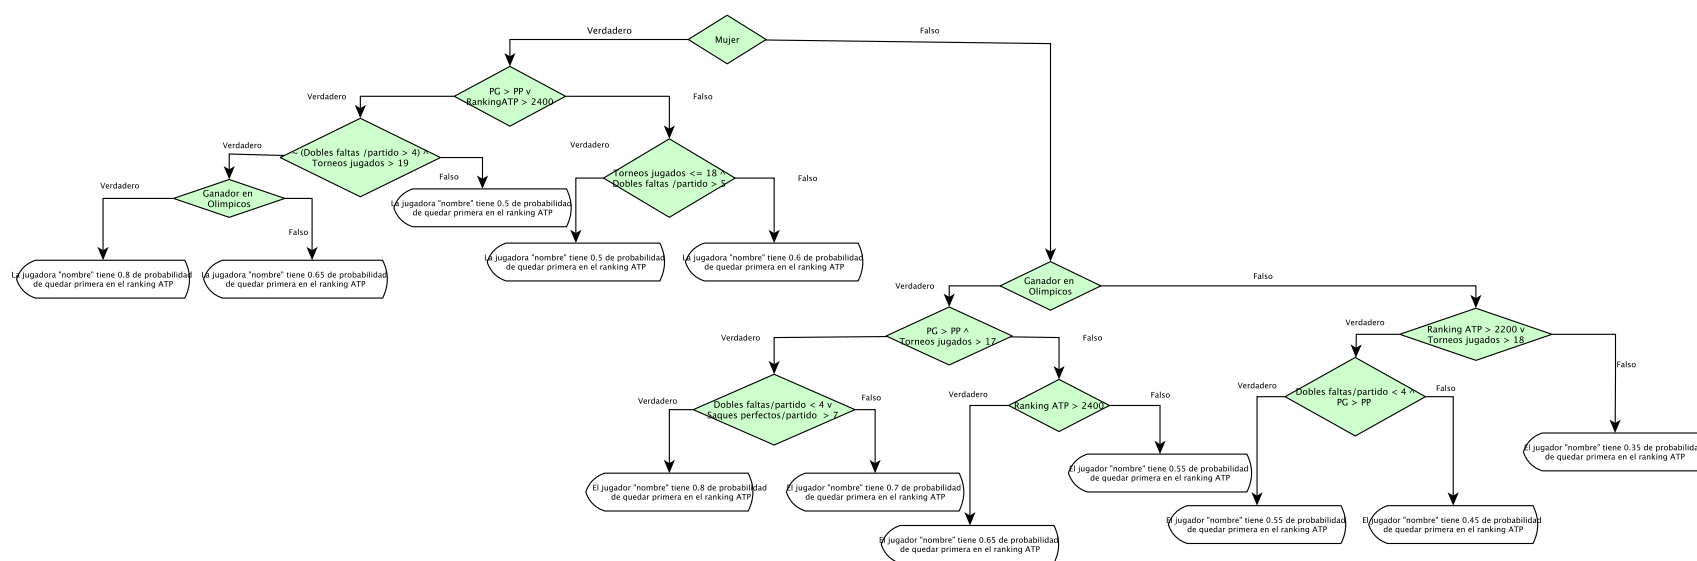 Verdadero
Mujer
Falso
PG > PP v
RankingATP > 2400
Verdadero
Falso
~ (Dobles faltas /partido > 4) ^
Torneos jugados > 19
Verdadero
Falso
Verdadero
Torneos jugados <= 18 ^
Dobles faltas /partido > 5
Falso
Verdadero
Ganador en
Olimpicos
Falso
La jugadora "nombre" tiene 0.5 de probabilidad
de quedar primera en el ranking ATP
La jugadora "nombre" tiene 0.5 de probabilidad
de quedar primera en el ranking ATP
La jugadora "nombre" tiene 0.6 de probabilidad
de quedar primera en el ranking ATP
La jugadora "nombre" tiene 0.8 de probabilidad
de quedar primera en el ranking ATP
La jugadora "nombre" tiene 0.65 de probabilidad
de quedar primera en el ranking ATP
Verdadero
Ganador en
Olimpicos
Falso
Verdadero
PG > PP ^
Torneos jugados > 17
Falso
Verdadero
Ranking ATP > 2200 v
Torneos jugados > 18
Falso
Verdadero
Dobles faltas/partido < 4 v
Saques perfectos/partido  > 7
Falso
Verdadero
Ranking ATP > 2400
Falso
Verdadero
Dobles faltas/partido < 4 ^
PG > PP
Falso
El jugador "nombre" tiene 0.35 de probabilida
de quedar primera en el ranking ATP
El jugador "nombre" tiene 0.8 de probabilidad
de quedar primera en el ranking ATP
El jugador "nombre" tiene 0.7 de probabilidad
de quedar primera en el ranking ATP
El jugador "nombre" tiene 0.55 de probabilidad
de quedar primera en el ranking ATP
El jugador "nombre" tiene 0.65 de probabilidad
de quedar primera en el ranking ATP
El jugador "nombre" tiene 0.55 de probabilidad
de quedar primera en el ranking ATP
El jugador "nombre" tiene 0.45 de probabilidad
de quedar primera en el ranking ATP